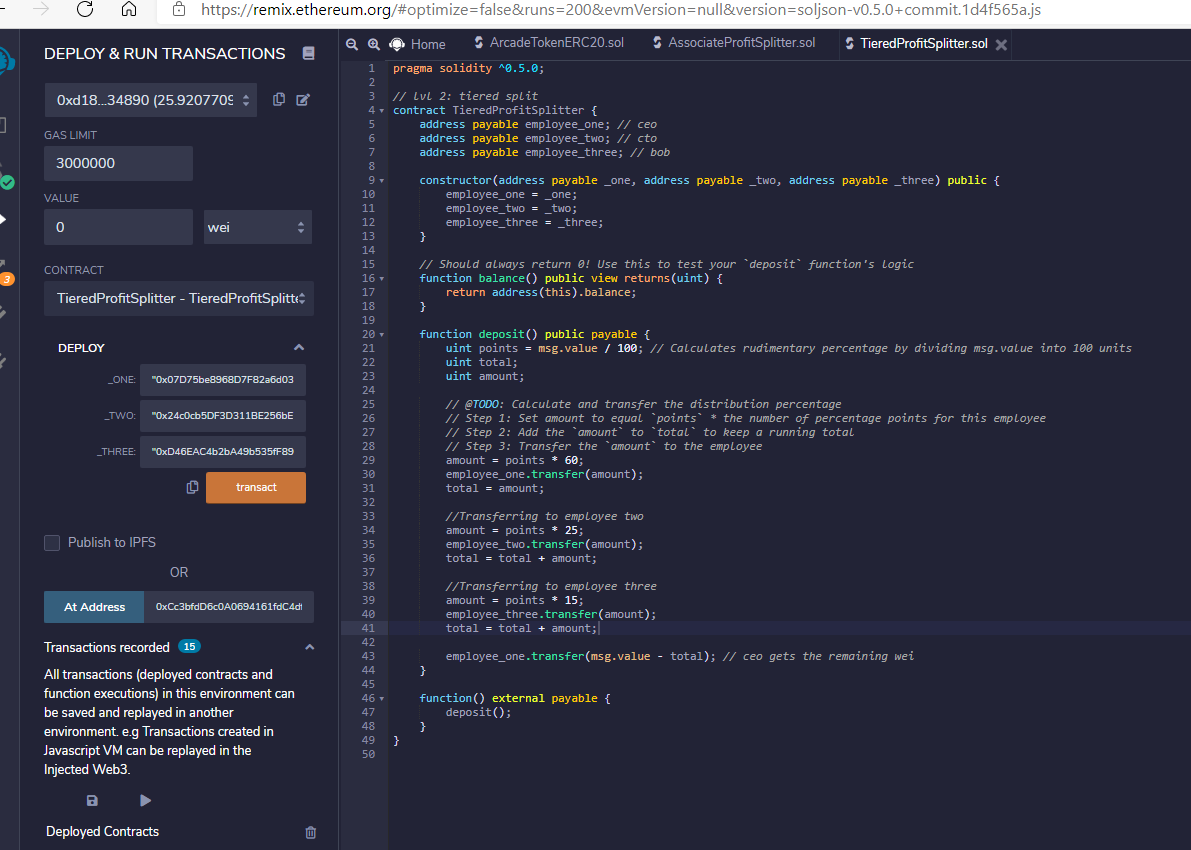 https://remix.ethereum.org/#optimize=false&runs=200&evmVersion=null&version=soljson-v0.5.0+commit.1d4f565a.js
DEPLOY & RUN TRANSACTIONS
0xd18...34890 (25.9207709
GAS LIMIT
3000000
VALUE
0
wei
CONTRACT
TieredProfitSplitter - TieredProfitSplitte
DEPLOY
_ONE: "0x07D75be8968D7F82a6d03
_TWO: "0x24c0cb5DF3D311BE256bE
_THREE: "0xD46EAC4b2bA49b535fF89
transact
Publish to IPFS
OR
At Address
0xCc3bfdD6c0A0694161fdC4df
Transactions recorded 15
All transactions (deployed contracts and
function executions) in this environment can
be saved and replayed in another
environment. e.g Transactions created in
Javascript VM can be replayed in the
Injected Web3.
Deployed Contracts
3
Home
ArcadeTokenERC20.sol
AssociateProfitSplitter.sol
TieredProfitSplitter.sol
1 pragma solidity ^0.5.0;
2
3 // lvl 2: tiered split
4 contract TieredProfitSplitter {
5 address payable employee_one; // ceo
6 address payable employee_two; // cto
7 address payable employee_three; // bob
8
9 constructor(address payable _one, address payable _two, address payable _three) public {
10 employee_one = _one;
11 employee_two = _two;
12 employee_three = _three;
13 }
14
15 // Should always return 0! Use this to test your `deposit` function's logic
16 function balance() public view returns(uint) {
17 return address(this).balance;
18 }
19
20 function deposit() public payable {
21 uint points = msg.value / 100; // Calculates rudimentary percentage by dividing msg.value into 100 units
22 uint total;
23 uint amount;
24
25 // @TODO: Calculate and transfer the distribution percentage
26 // Step 1: Set amount to equal `points` * the number of percentage points for this employee
27 // Step 2: Add the `amount` to `total` to keep a running total
28 // Step 3: Transfer the `amount` to the employee
29 amount = points * 60;
30 employee_one.transfer(amount);
31 total = amount;
32
33 //Transferring to employee two
34 amount = points * 25;
35 employee_two.transfer(amount);
36 total = total + amount;
37
38 //Transferring to employee three
39 amount = points * 15;
40 employee_three.transfer(amount);
41 total = total + amount;
42
43 employee_one.transfer(msg.value - total); // ceo gets the remaining wei
44 }
45
46 function() external payable {
47 deposit();
48 }
49 }
50